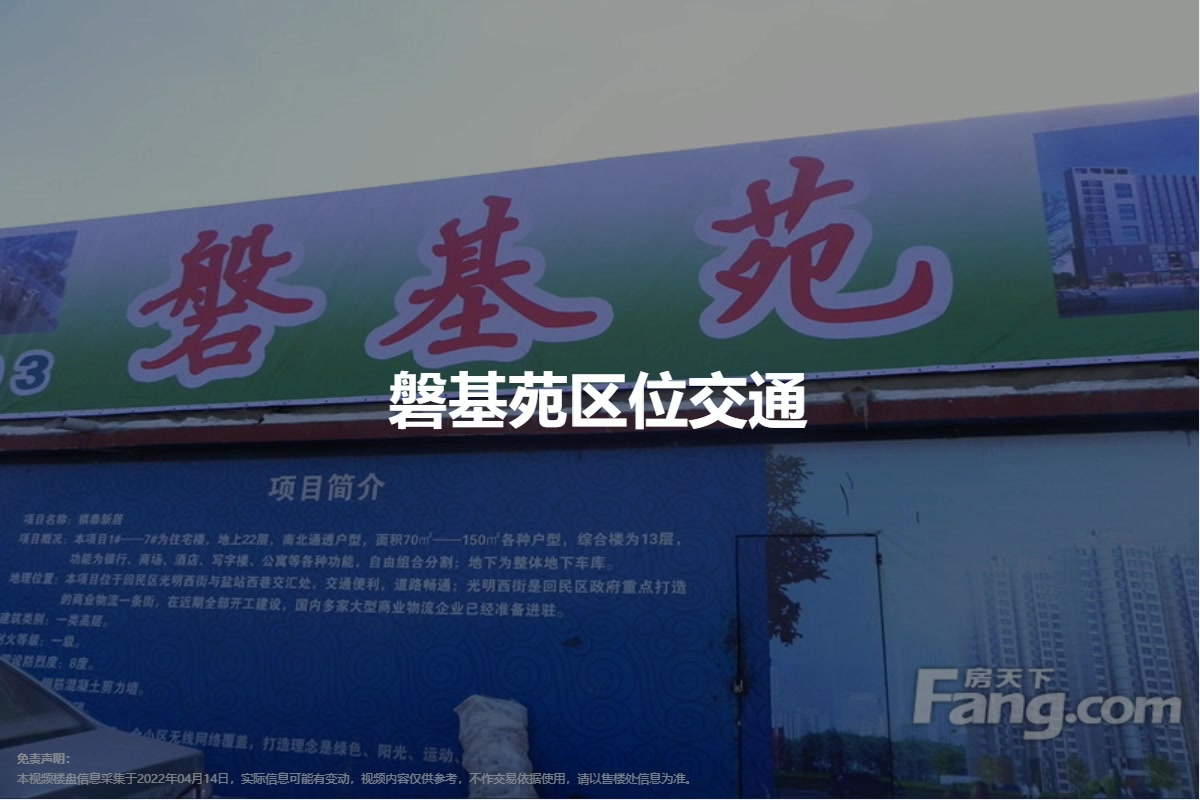 磐基苑
3
磐基苑区位交通
项目简介
项目名称：祺泰新居
项目概况：本项目1#——7#为住宅楼，地上22层，南北通透户型，面积70㎡——150㎡各种户型，综合楼为13层，
功能为银行、商场、酒店、写字楼、公寓等各种功能，自由组合分割；地下为整体地下车库。
地理位置：本项目位于回民区光明西街与盐站西巷交汇处，交通便利，道路畅通；光明西街是回民区政府重点打造
的商业物流一条街，在近期全部开工建设，国内多家大型商业物流企业已经准备进驻。
建筑类别：一类高层。
耐火等级：一级。
设防烈度：8度。
钢筋混凝土剪力墙。
小区无线网络覆盖，打造理念是绿色、阳光、运动、
房天下
Fang.com
免责声明：
本视频楼盘信息采集于2022年04月14日，实际信息可能有变动，视频内容仅供参考，不作交易依据使用，请以售楼处信息为准。